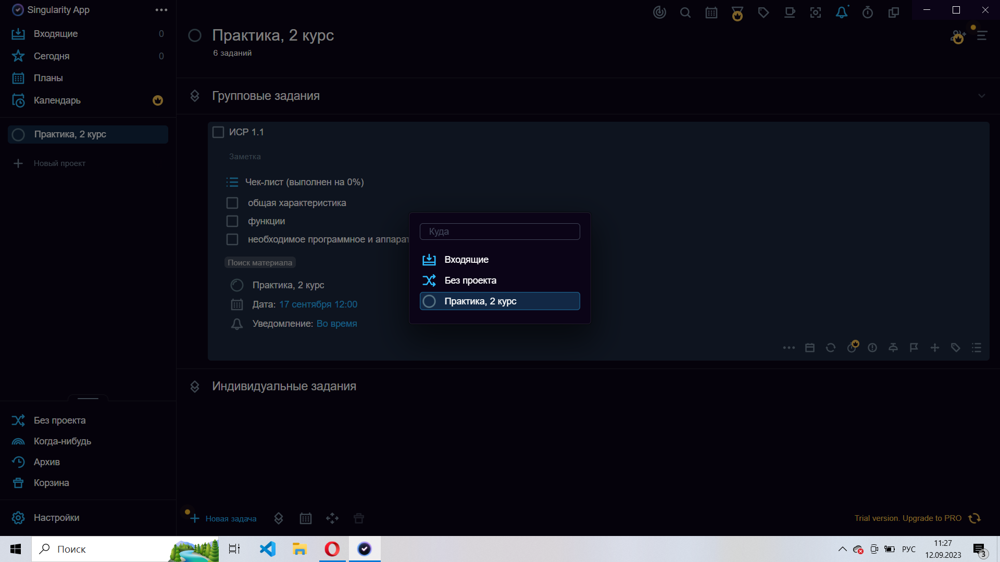 Singularity App
Входящие 0
Сегодня 0
Планы
Календарь
Практика, 2 курс
Новый проект
Без проекта
Когда-нибудь
Архив
Корзина
Настройки
Практика, 2 курс
6 заданий
Групповые задания
ИСР 1.1
Заметка
Чек-лист (выполнен на 0%)
общая характеристика
функции
необходимое программное и аппарат
Поиск материала
Практика, 2 курс
Дата: 17 сентября 12:00
Уведомление: Во время
Куда
Входящие
Без проекта
Практика, 2 курс
Индивидуальные задания
Новая задача
Trial version. Upgrade to PRO
Поиск
РУС
11:27
12.09.2023
3